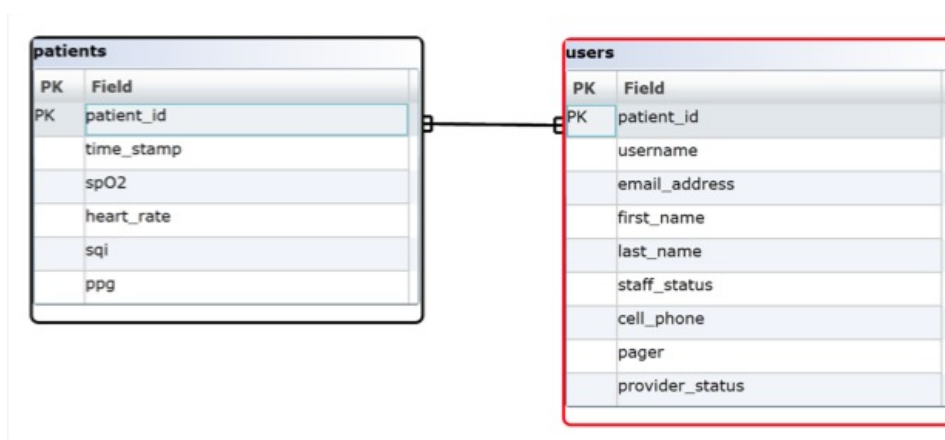 patients
PK Field
PK patient_id
time_stamp
spO2
heart_rate
sqi
ppg
users
PK Field
PK patient_id
username
email_address
first_name
last_name
staff_status
cell_phone
pager
provider_status